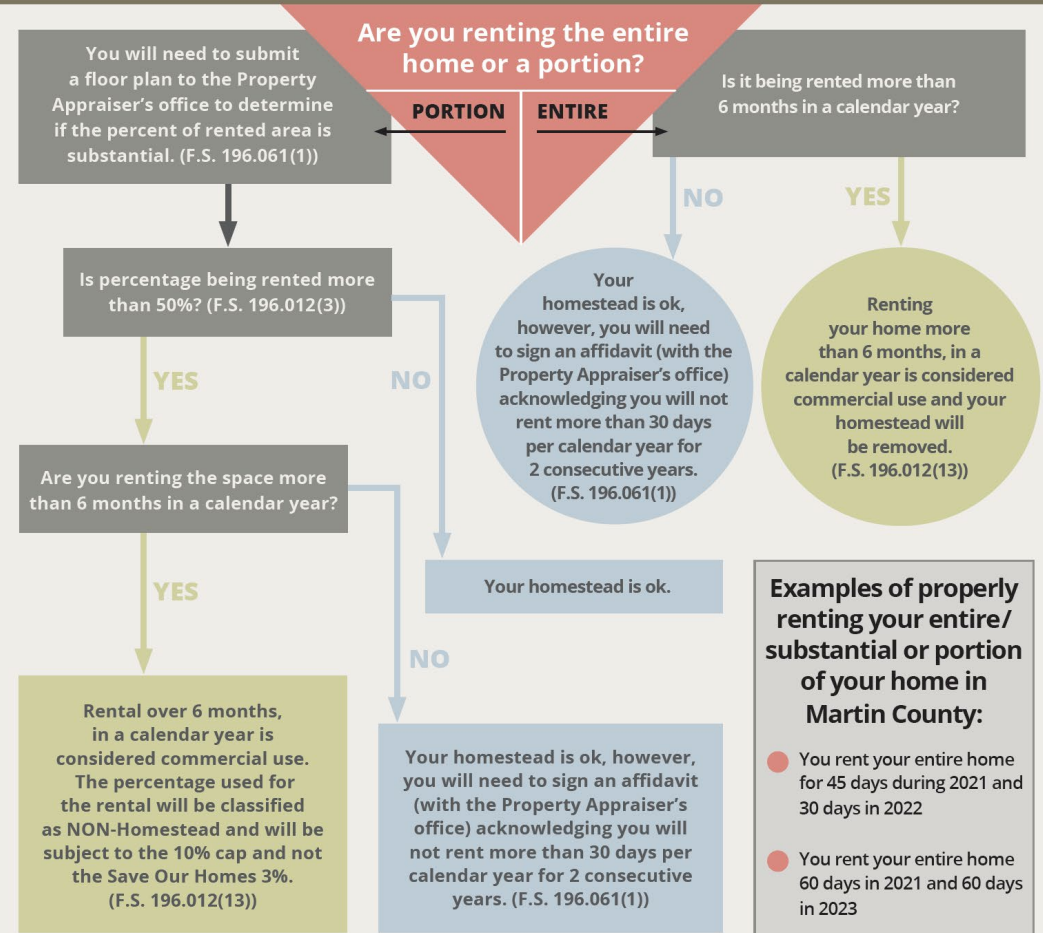 Are you renting the entire
home or a portion?
PORTION
ENTIRE
You will need to submit
a floor plan to the Property
Appraiser's office to determine
if the percent of rented area is
substantial. (F.S. 196.061(1))
Is percentage being rented more
than 50%? (F.S. 196.012(3))
YES
NO
Are you renting the space more
than 6 months in a calendar year?
YES
NO
Your homestead is ok.
Rental over 6 months,
in a calendar year is
considered commercial use.
The percentage used for
the rental will be classified
as NON-Homestead and will be
subject to the 10% cap and not
the Save Our Homes 3%.
(F.S. 196.012(13))
Your homestead is ok, however,
you will need to sign an affidavit
(with the Property Appraiser's
office) acknowledging you will
not rent more than 30 days per
calendar year for 2 consecutive
years. (F.S. 196.061(1))
Is it being rented more than
6 months in a calendar year?
NO
YES
Your
homestead is ok,
however, you will need
to sign an affidavit (with the
Property Appraiser's office)
acknowledging you will not
rent more than 30 days
per calendar year for
2 consecutive years.
(F.S. 196.061(1))
Renting
your home more
than 6 months, in a
calendar year is considered
commercial use and your
homestead will
be removed.
(F.S. 196.012(13))
Examples of properly
renting your entire/
substantial or portion
of your home in
Martin County:
You rent your entire home
for 45 days during 2021 and
30 days in 2022
You rent your entire home
60 days in 2021 and 60 days
in 2023